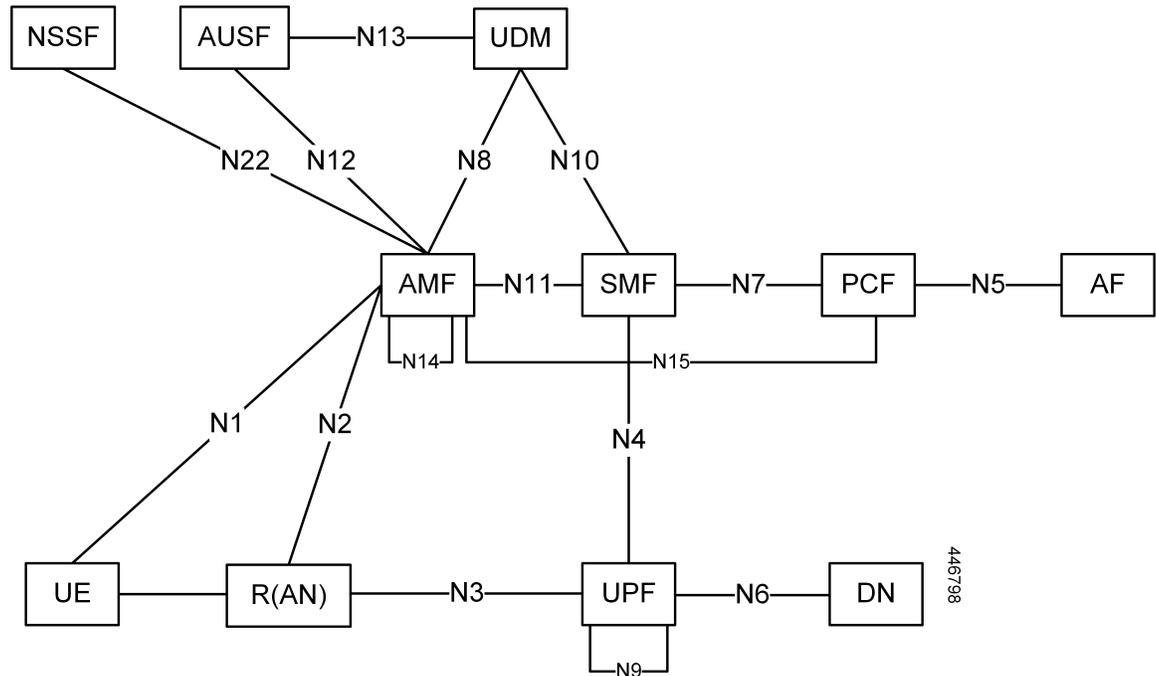 NSSF
AUSF
N13
UDM
N22
N12
N8
N10
AMF
N11
SMF
N7
PCF
N5
AF
N14
N15
N1
N2
N4
UE
R(AN)
N3
UPF
N6
DN
446798
N9